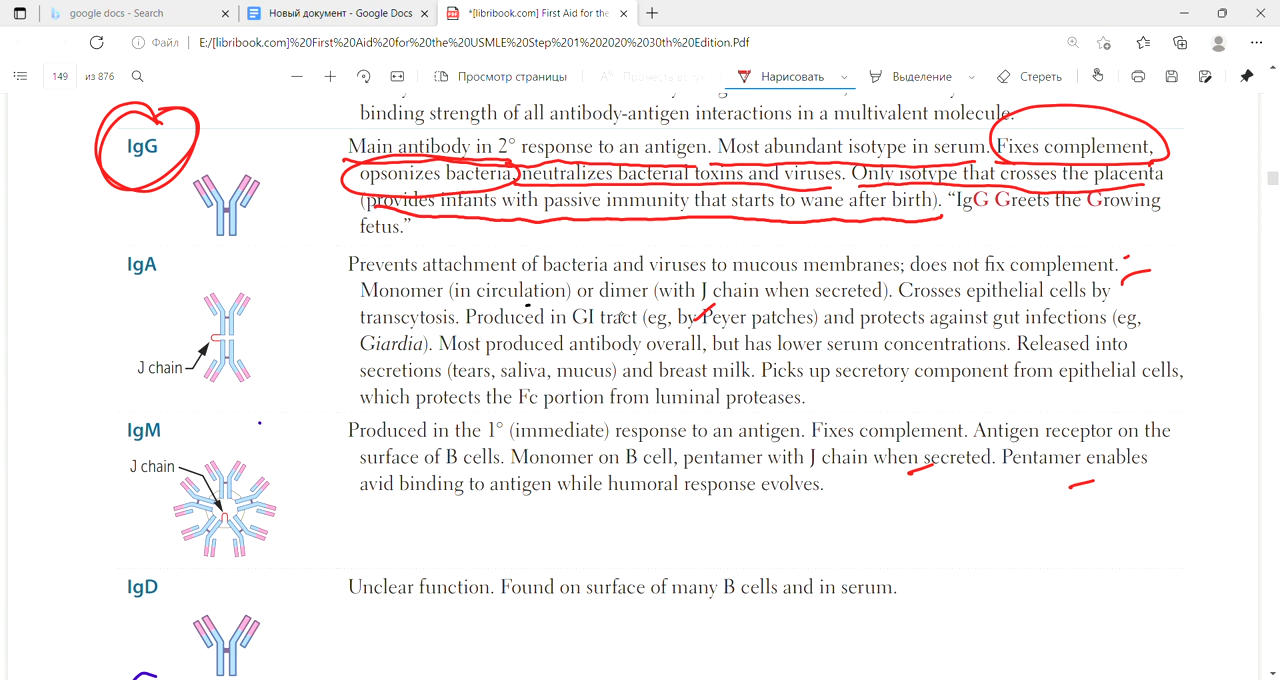 google docs - Search
Новый документ - Google Docs
*[libribook.com] First Aid for the
Файл
E:/[libribook.com]%20First%20Aid%20for%20the%20USMLE%20Step%201%202020%2030th%20Edition.Pdf
149 из 876
Просмотр страницы
Прочесть вслух
Нарисовать
Выделение
Стереть
binding strength of all antibody-antigen interactions in a multivalent molecule.
IgG
Main antibody in 2° response to an antigen. Most abundant isotype in serum. Fixes complement,
opsonizes bacteria, neutralizes bacterial toxins and viruses. Only isotype that crosses the placenta
(provides infants with passive immunity that starts to wane after birth). “IgG Greets the Growing
fetus.”
IgA
Prevents attachment of bacteria and viruses to mucous membranes; does not fix complement.
Monomer (in circulation) or dimer (with J chain when secreted). Crosses epithelial cells by
transcytosis. Produced in GI tract (eg, by Peyer patches) and protects against gut infections (eg,
Giardia). Most produced antibody overall, but has lower serum concentrations. Released into
secretions (tears, saliva, mucus) and breast milk. Picks up secretory component from epithelial cells,
which protects the Fc portion from luminal proteases.
J chain
IgM
Produced in the 1° (immediate) response to an antigen. Fixes complement. Antigen receptor on the
surface of B cells. Monomer on B cell, pentamer with J chain when secreted. Pentamer enables
avid binding to antigen while humoral response evolves.
J chain
IgD
Unclear function. Found on surface of many B cells and in serum.